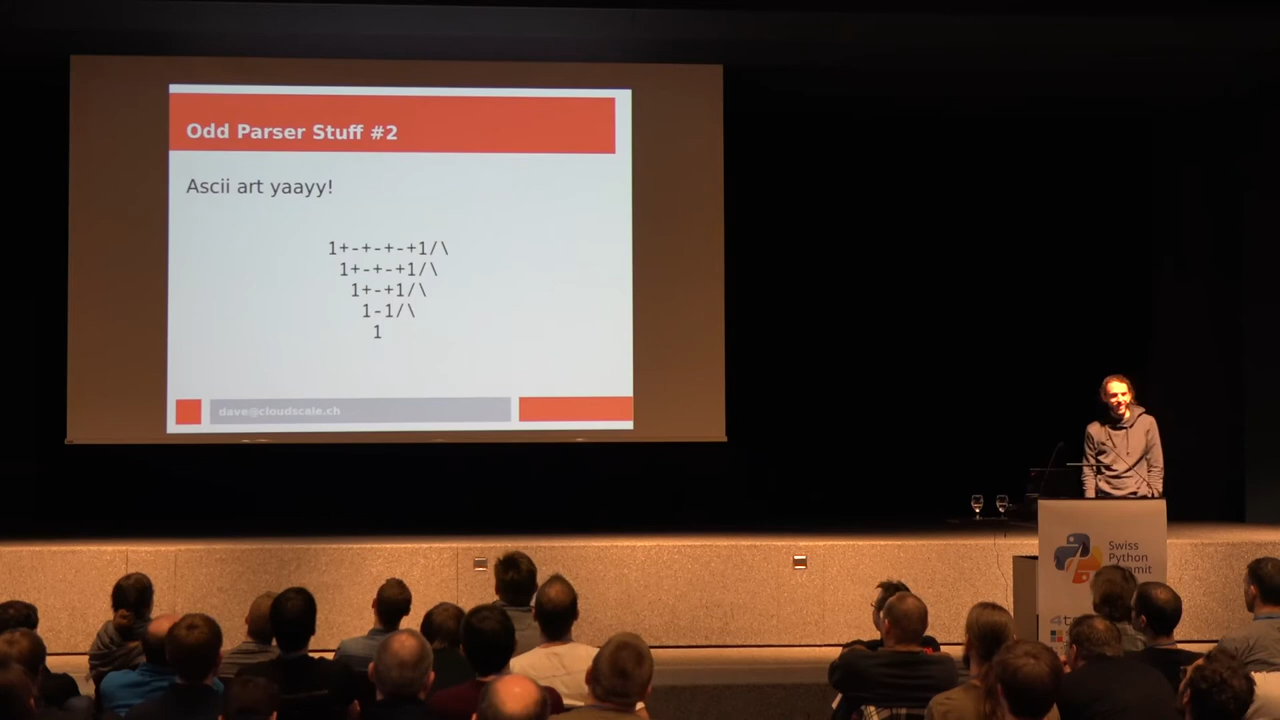 Odd Parser Stuff #2
Ascii art yaayy!
1+-+-+-+1/\
1+-+-+1/\
1+-+1/\
1-1/\
1
dave@cloudscale.ch
Swiss
Python